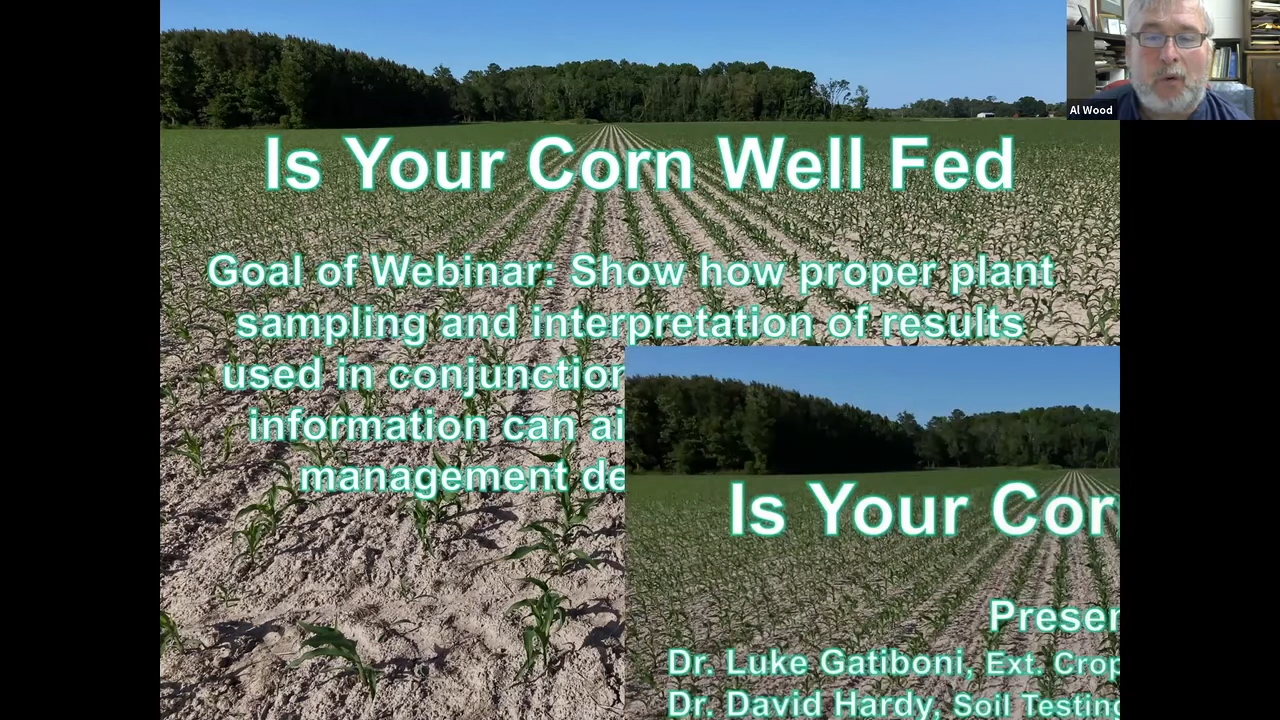 Al Wood
Is Your Corn Well Fed
Goal of Webinar: Show how proper plant
sampling and interpretation of results
used in conjunction
information can ai
management de
Is Your Cor
Presen
Dr. Luke Gatiboni, Ext. Crop
Dr. David Hardy, Soil Testing